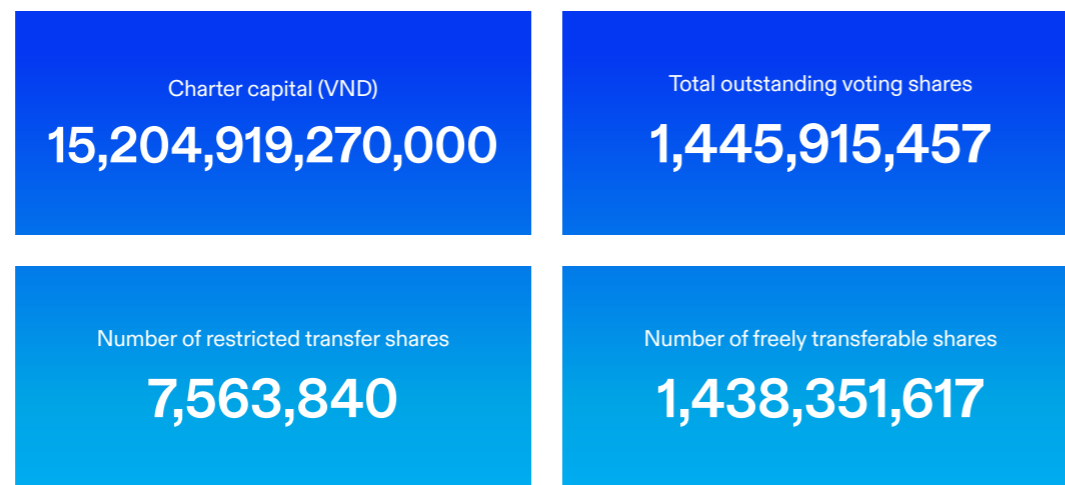 Charter capital (VND)
15,204,919,270,000
Total outstanding voting shares
1,445,915,457
Number of restricted transfer shares
7,563,840
Number of freely transferable shares
1,438,351,617